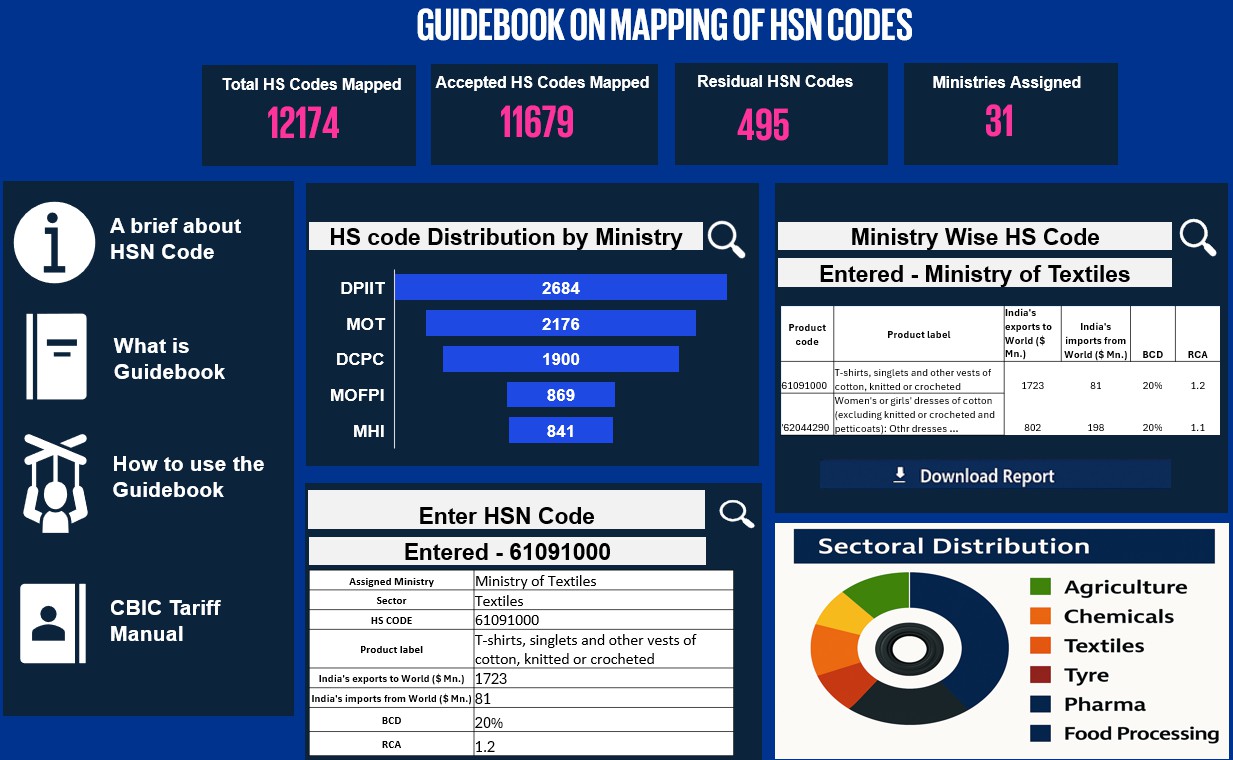 GUIDEBOOK ON MAPPING OF HSN CODES
Total HS Codes Mapped
12174
Accepted HS Codes Mapped
11679
Residual HSN Codes
495
Ministries Assigned
31
A brief about
HSN Code
What is
Guidebook
How to use the
Guidebook
CBIC Tariff
Manual
HS code Distribution by Ministry
DPIIT 2684
MOT 2176
DCPC 1900
MOFPI 869
MHI 841
Enter HSN Code
Entered - 61091000
Assigned Ministry Ministry of Textiles
Sector Textiles
HS CODE 61091000
Product label T-shirts, singlets and other vests of
cotton, knitted or crocheted
India's exports to World ($ Mn.) 1723
India's imports from World ($ Mn.) 81
BCD 20%
RCA 1.2
Ministry Wise HS Code
Entered - Ministry of Textiles
Product
code
Product label
India's
exports to
World ($
Mn.)
India's
imports from
World ($ Mn.)
BCD
RCA
61091000
T-shirts, singlets and other vests of
cotton, knitted or crocheted
1723 81 20% 1.2
'62044290
Women's or girls' dresses of cotton
(excluding knitted or crocheted and
petticoats): Othr dresses ...
802 198 20% 1.1
Download Report
Sectoral Distribution
Agriculture
Chemicals
Textiles
Tyre
Pharma
Food Processing